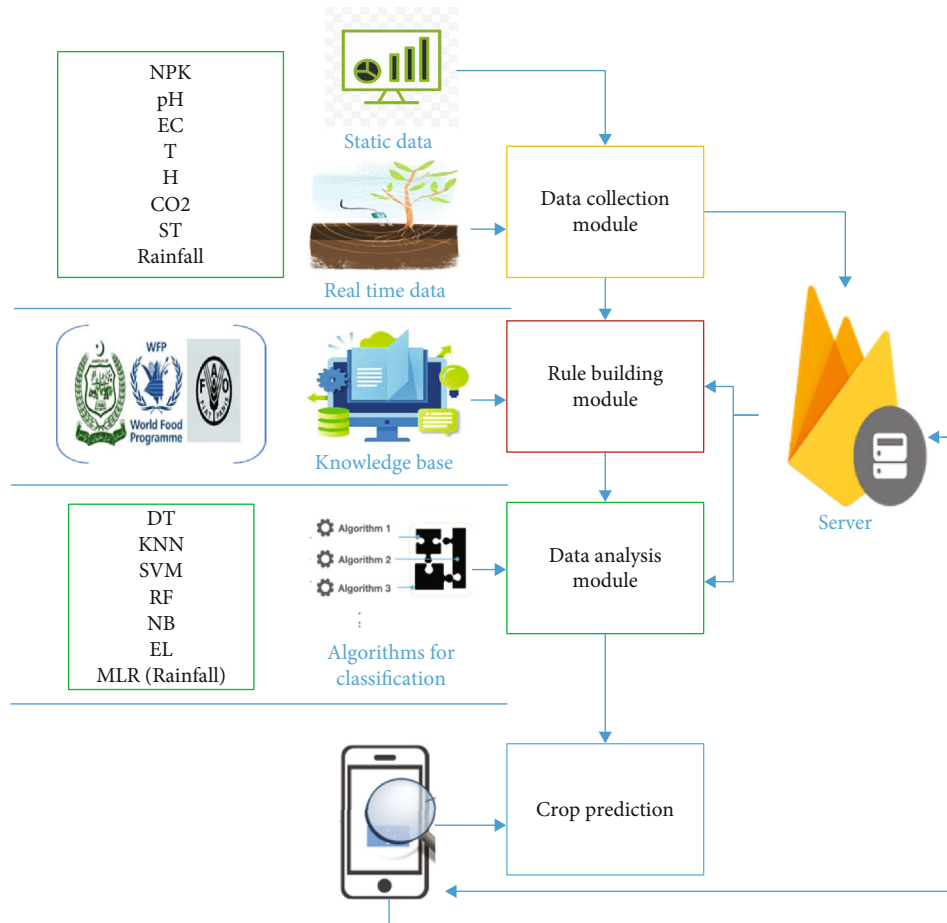 NPK
pH
EC
T
H
CO2
ST
Rainfall
Static data
Real time data
Data collection
module
WFP
World Food
Programme
F
A O
FIAT PANIS
Knowledge base
Rule building
module
Server
DT
KNN
SVM
RF
NB
EL
MLR (Rainfall)
Algorithm 1
Algorithm 2
Algorithm 3
Algorithms for
classification
Data analysis
module
Crop prediction